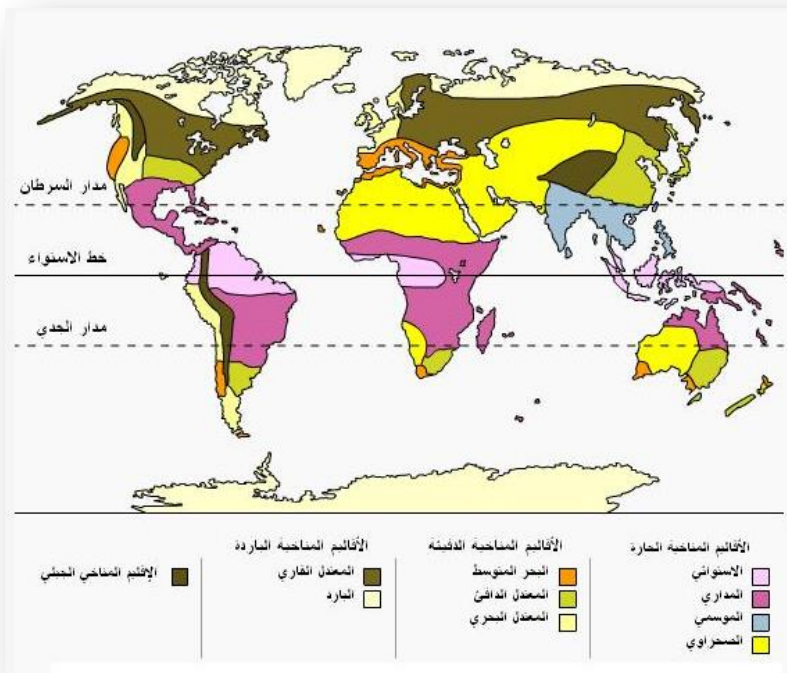 مدار السرطان
خط الاستواء
مدار الجدي
الأقاليم المناخية الحارة
الاستوائي
المداري
الموسمي
الصحراوي
الأقاليم المناخية الدفيئة
البحر المتوسط
المعتدل الدافئ
المعتدل البحري
الأقاليم المناخية الباردة
المعتدل القاري
البارد
الإقليم المناخي الجبلي